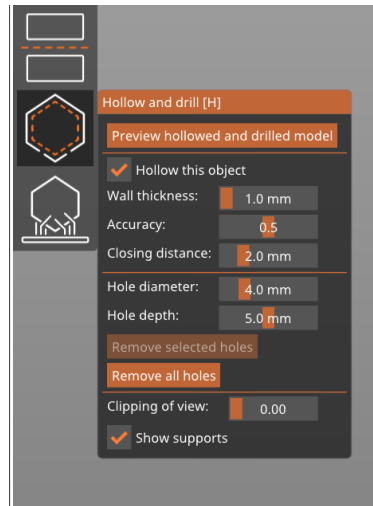 Hollow and drill [H]
Preview hollowed and drilled model
Hollow this object
Wall thickness: 1.0 mm
Accuracy: 0.5
Closing distance: 2.0 mm
Hole diameter: 4.0 mm
Hole depth: 5.0 mm
Remove selected holes
Remove all holes
Clipping of view: 0.00
Show supports